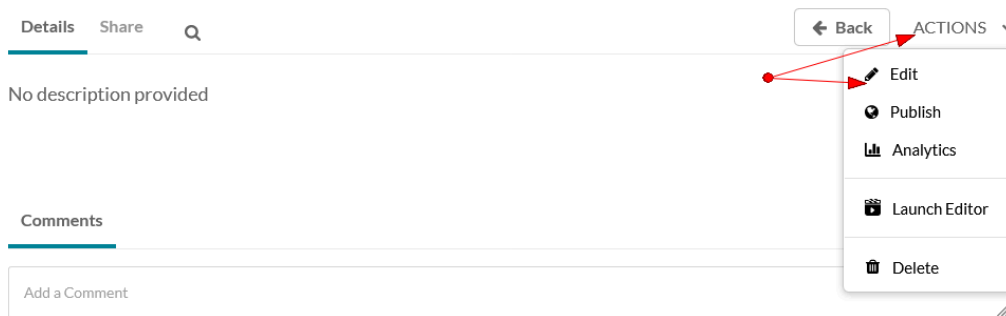 Details Share Back ACTIONS
Edit
No description provided
Publish
Analytics
Launch Editor
Comments
Delete
Add a Comment